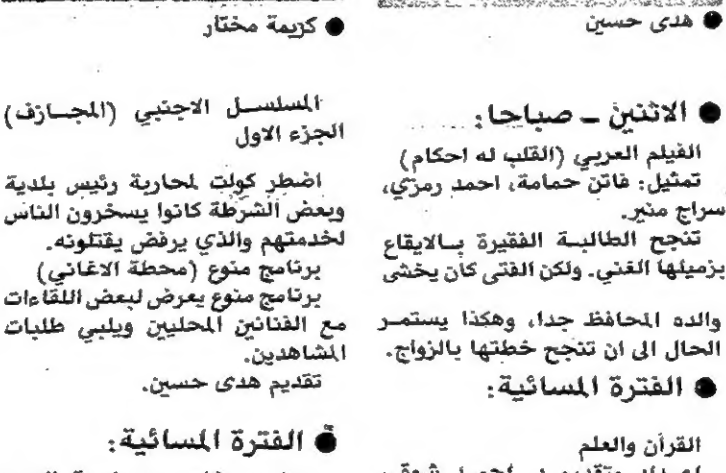 ● هدى حسين
● الاثنين ـ صباحا:
الفيلم العربي (القلب له احكام)
تمثيل: فاتن حمامة، احمد رمزي،
سراج منير.
تنجح الطالبة الفقيرة بالايقاع
بزميلها الغني. ولكن الفتى كان يخشى
والده المحافظ جدا، وهكذا يستمر
الحال الى ان تنجح خطتها بالزواج.
● الفترة المسائية:
القرآن والعلم
● كريمة مختار
المسلسل الاجنبي (المجازف)
الجزء الاول
اضطر كولت لمحاربة رئيس بلدية
وبعض الشرطة كانوا يسخرون الناس
لخدمتهم والذي يرفض يقتلونه.
برنامج منوع (محطة الاغاني)
برنامج منوع يعرض لبعض اللقاءات
مع الفنانين المحليين ويلبي طلبات
المشاهدين.
تقديم هدى حسين.
● الفترة المسائية: